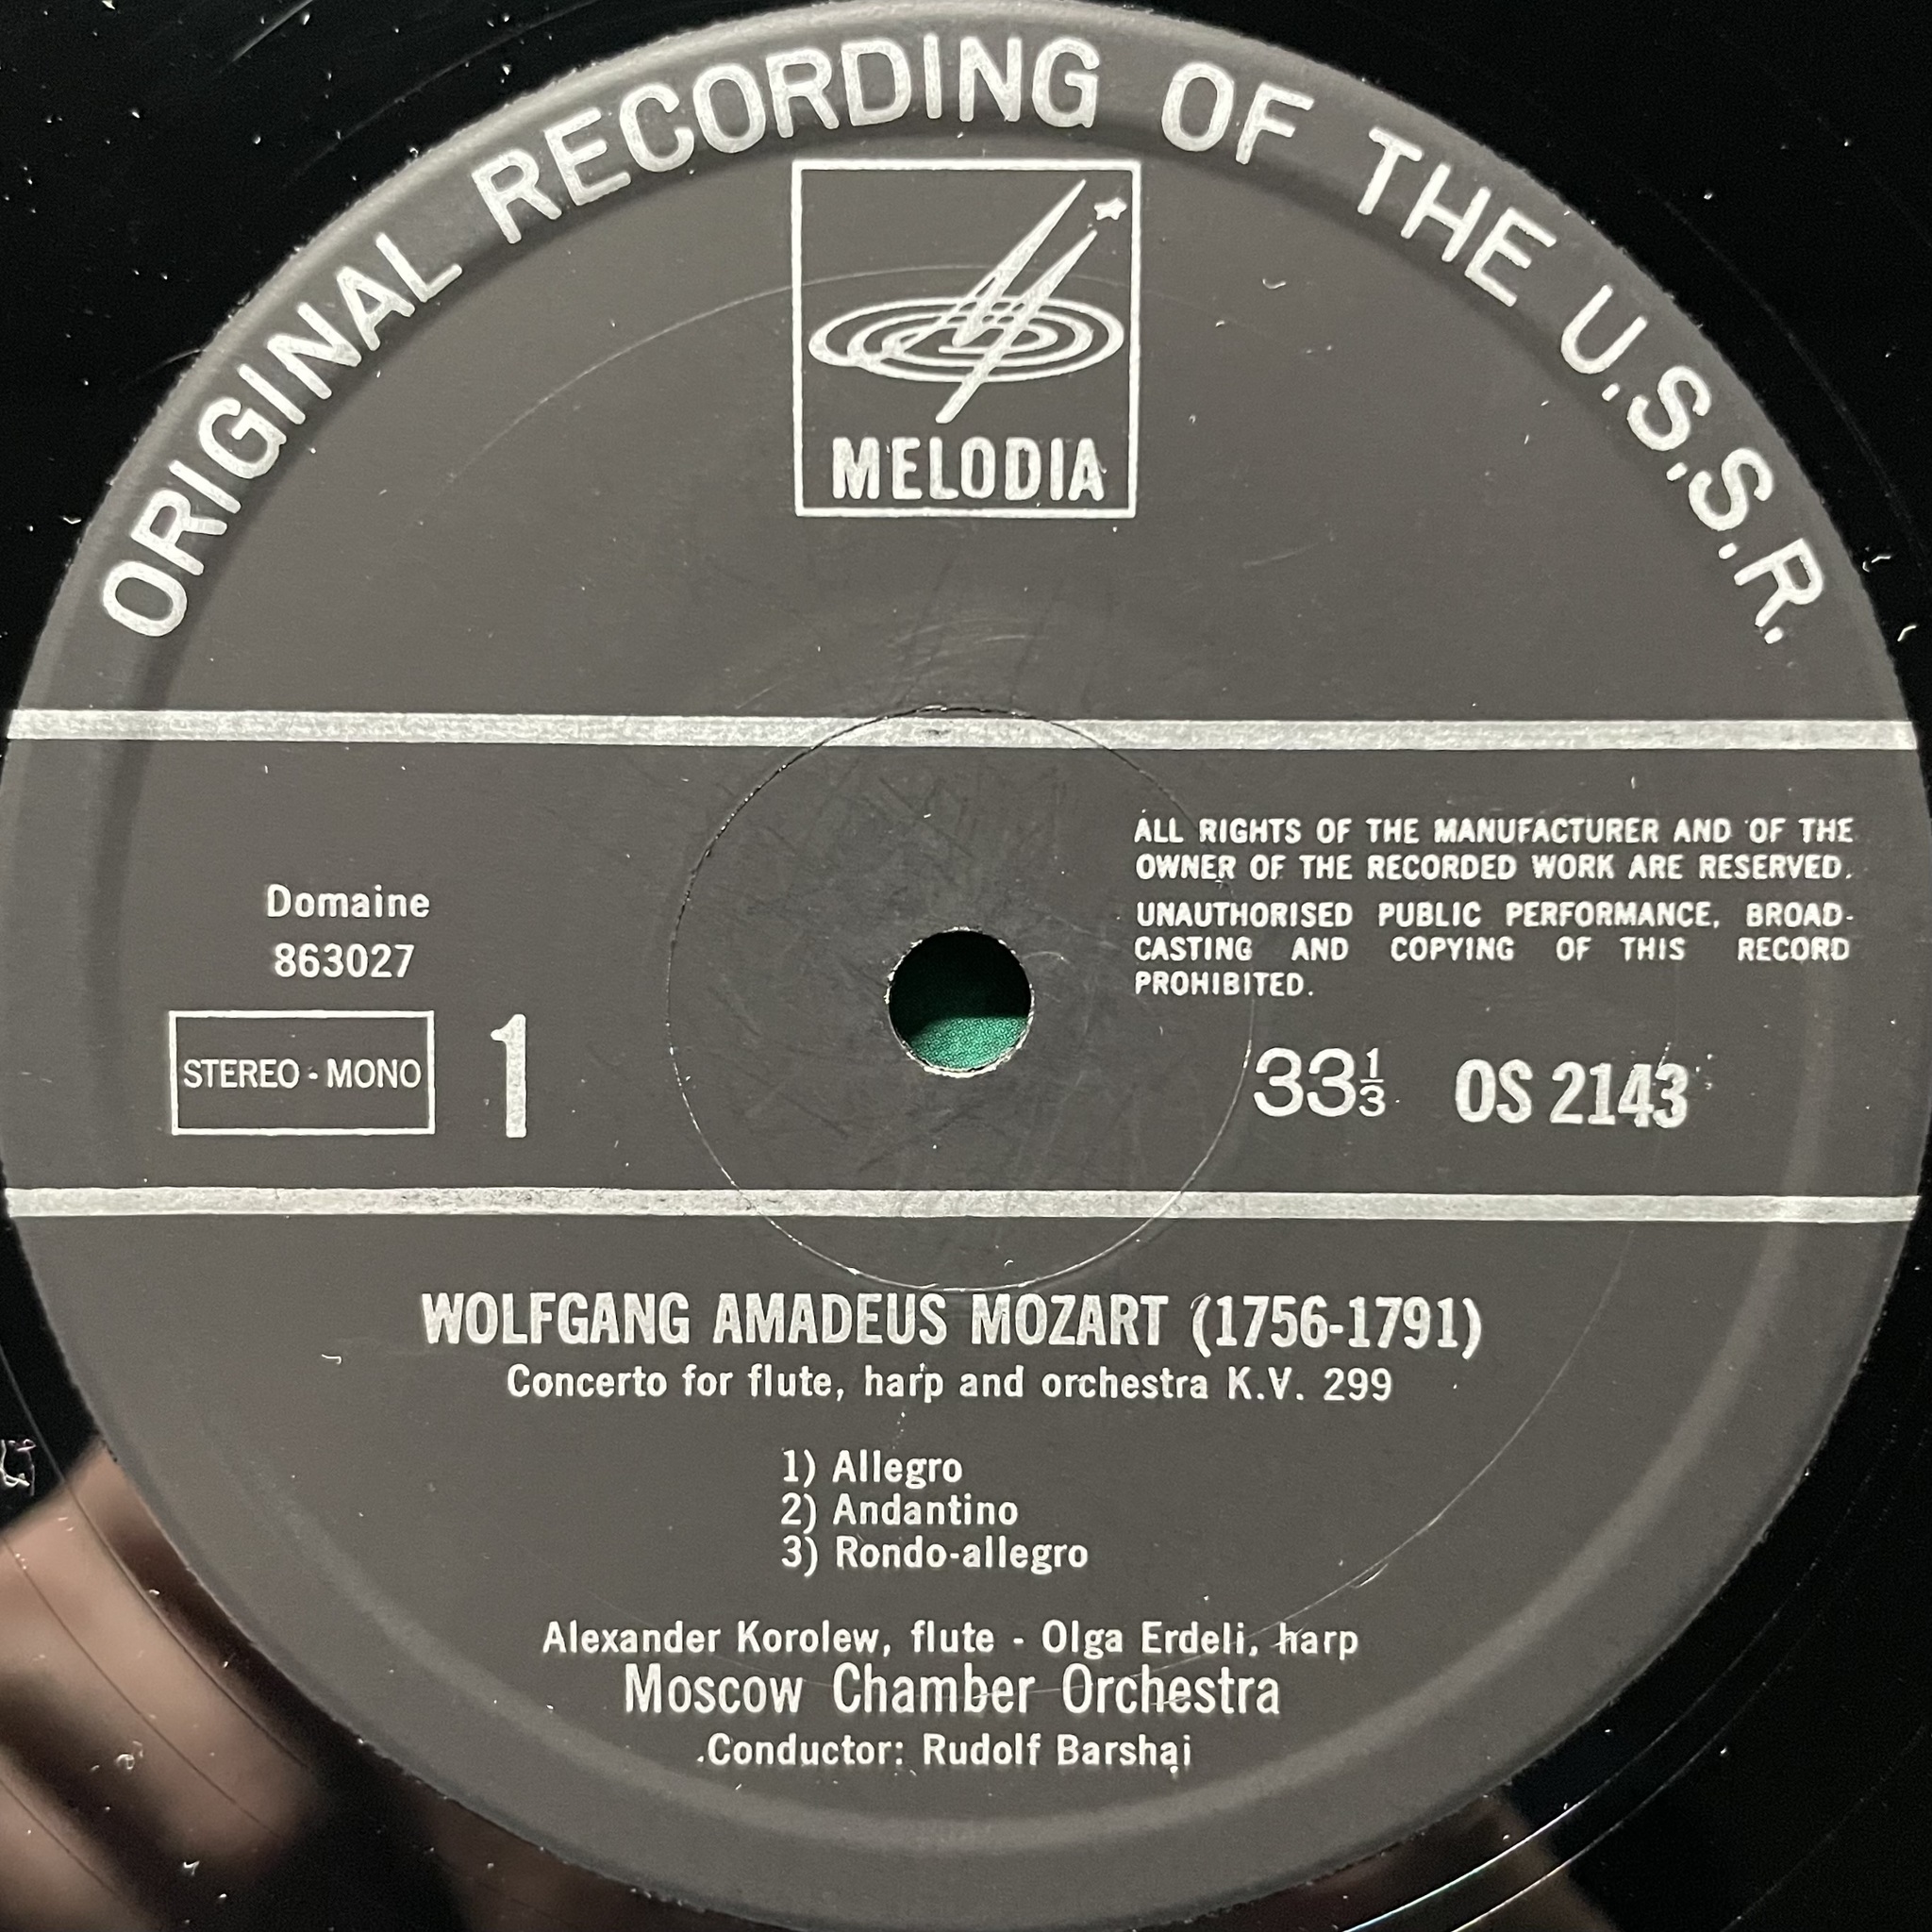 ORIGINAL RECORDING OF THE U.S.S.R.
MELODIA
Domaine
863027
STEREO - MONO
1
ALL RIGHTS OF THE MANUFACTURER AND OF THE
OWNER OF THE RECORDED WORK ARE RESERVED.
UNAUTHORISED PUBLIC PERFORMANCE, BROAD-
CASTING AND COPYING OF THIS RECORD
PROHIBITED.
33⅓ OS 2143
WOLFGANG AMADEUS MOZART (1756-1791)
Concerto for flute, harp and orchestra K.V. 299
1) Allegro
2) Andantino
3) Rondo-allegro
Alexander Korolew, flute - Olga Erdeli, harp
Moscow Chamber Orchestra
Conductor: Rudolf Barshaj